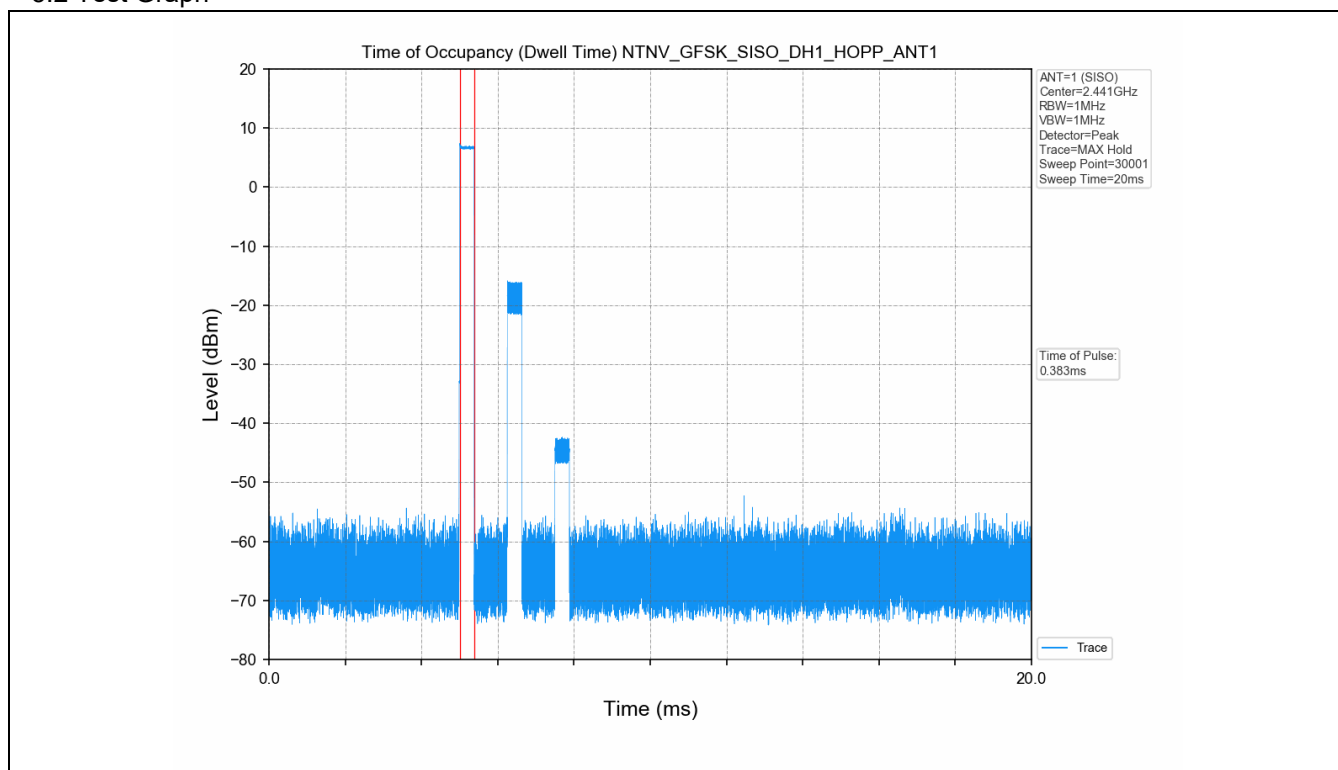 Time of Occupancy (Dwell Time) NTNV_GFSK_SISO_DH1_HOPP_ANT1
20
10
0
−10
−20
−30
−40
−50
−60
−70
−80
Level (dBm)
0.0
20.0
Time (ms)
ANT=1 (SISO)
Center=2.441GHz
RBW=1MHz
VBW=1MHz
Detector=Peak
Trace=MAX Hold
Sweep Point=30001
Sweep Time=20ms
Time of Pulse:
0.383ms
Trace